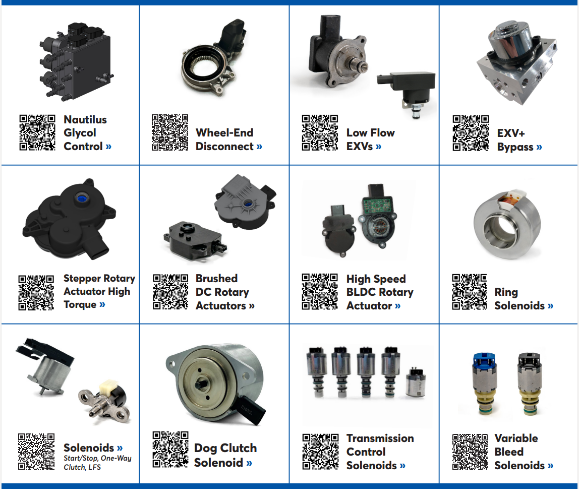 Nautilus
Glycol
Control »
Wheel-End
Disconnect »
Low Flow
EXVs »
EXV+
Bypass »
Stepper Rotary
Actuator High
Torque »
Brushed
DC Rotary
Actuators »
High Speed
BLDC Rotary
Actuator »
Ring
Solenoids »
Solenoids »
Start/Stop, One-Way
Clutch, LFS
Dog Clutch
Solenoid »
Transmission
Control
Solenoids »
Variable
Bleed
Solenoids »